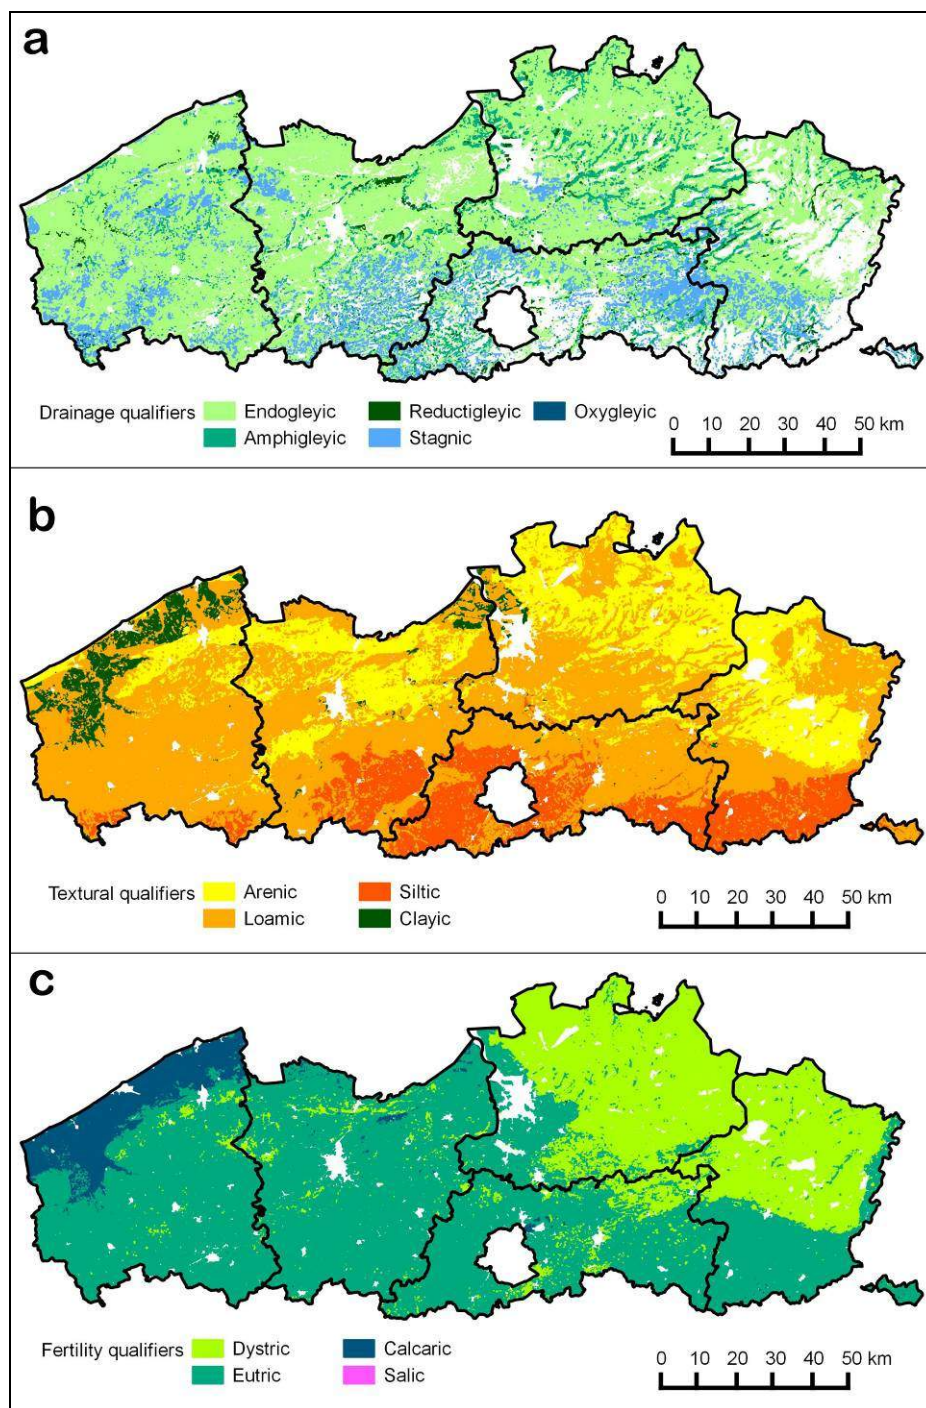 a
Drainage qualifiers Endogleyic Reductigleyic Oxygleyic
Amphigleyic Stagnic
0 10 20 30 40 50 km
b
Textural qualifiers Arenic Siltic
Loamic Clayic
0 10 20 30 40 50 km
c
Fertility qualifiers Dystric Calcaric
Eutric Salic
0 10 20 30 40 50 km